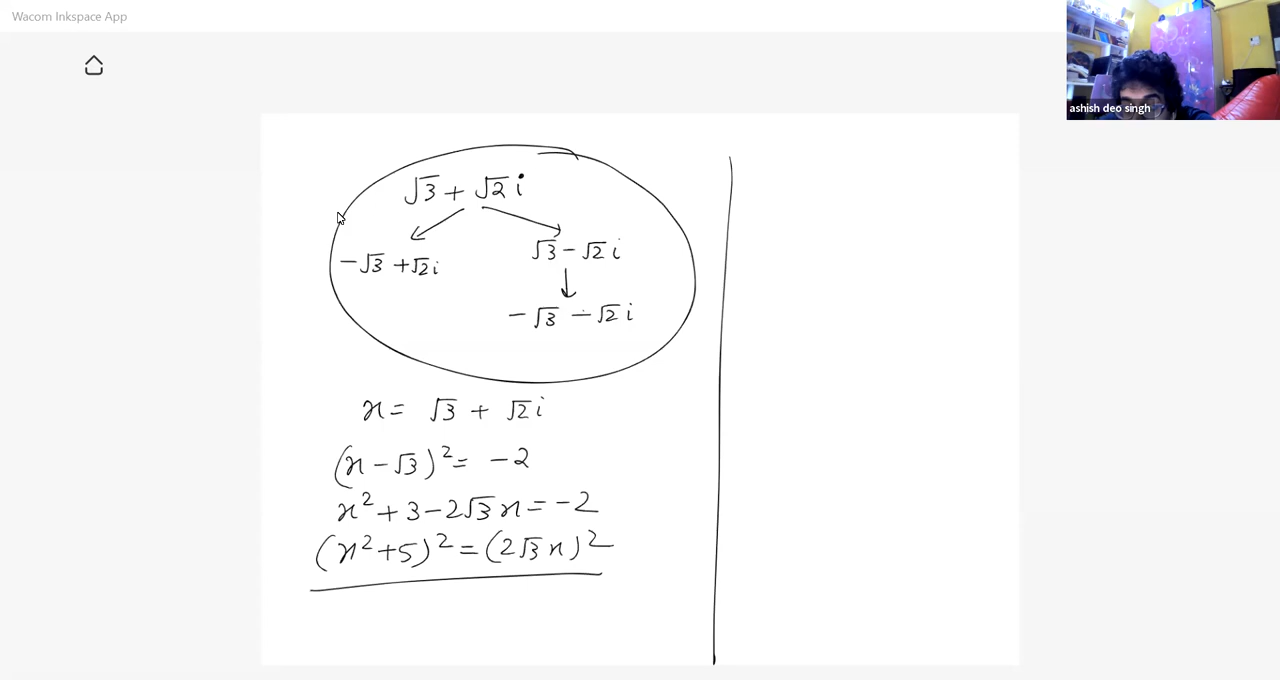 Wacom Inkspace App
ashish deo singh
√3 + √2 i
-√3 + √2 i
√3 - √2 i
-√3 - √2 i
x = √3 + √2 i
(x - √3)² = -2
x² + 3 - 2√3 x = -2
(x² + 5)² = (2√3 x)²